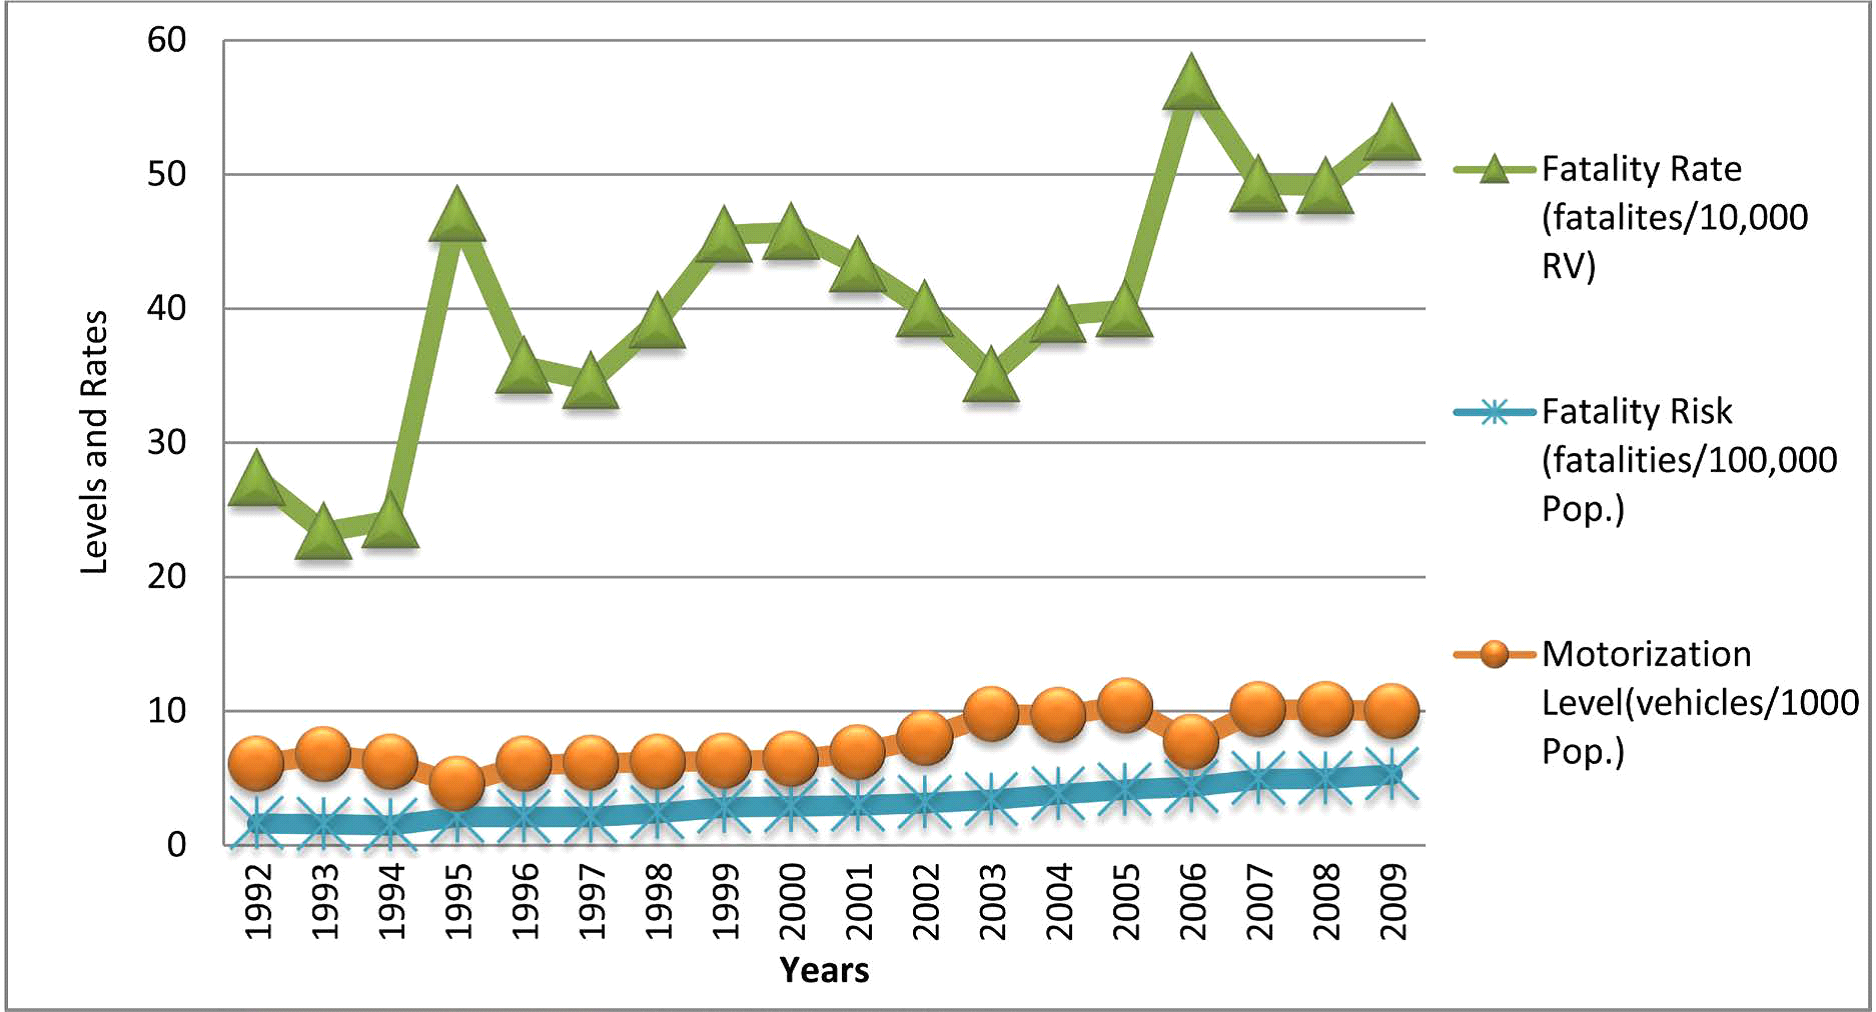 60
50
40
30
20
10
0
Levels and Rates
1992
1993
1994
1995
1996
1997
1998
1999
2000
2001
2002
2003
2004
2005
2006
2007
2008
2009
Years
Fatality Rate
(fatalites/10,000
RV)
Fatality Risk
(fatalities/100,000
Pop.)
Motorization
Level(vehicles/1000
Pop.)